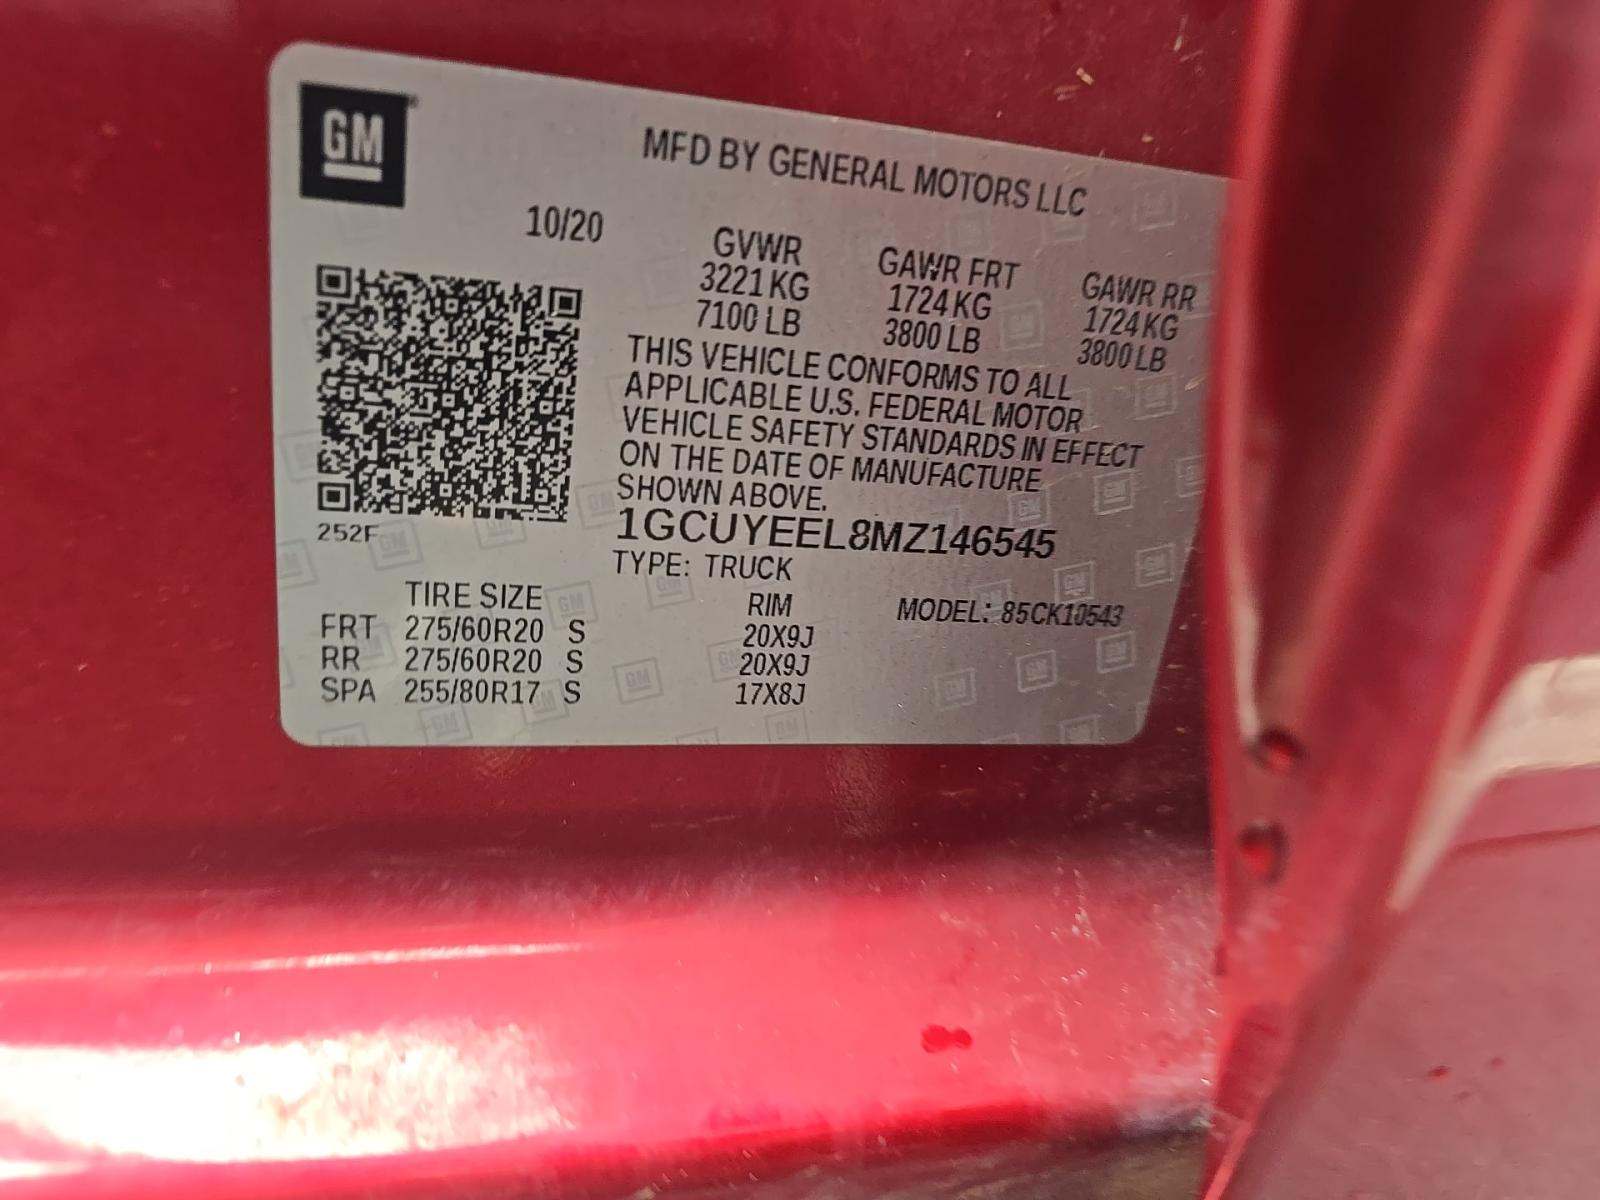 GM
MFD BY GENERAL MOTORS LLC
10/20
GVWR GAWR FRT GAWR RR
3221 KG 1724 KG 1724 KG
7100 LB 3800 LB 3800 LB
THIS VEHICLE CONFORMS TO ALL
APPLICABLE U.S. FEDERAL MOTOR
VEHICLE SAFETY STANDARDS IN EFFECT
ON THE DATE OF MANUFACTURE
SHOWN ABOVE.
252F
1GCUYEEL8MZ146545
TYPE: TRUCK
TIRE SIZE RIM MODEL: 85CK10543
FRT 275/60R20 S 20X9J
RR 275/60R20 S 20X9J
SPA 255/80R17 S 17X8J